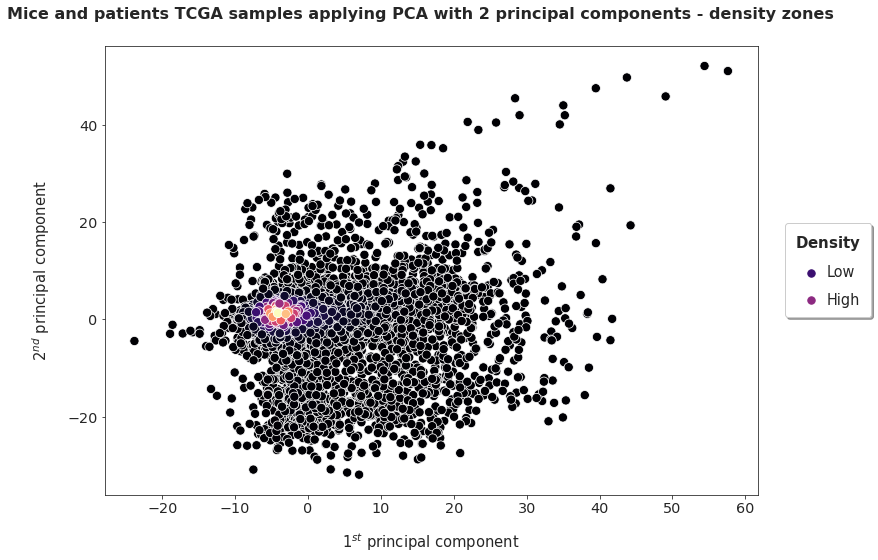 Mice and patients TCGA samples applying PCA with 2 principal components - density zones
40
20
0
−20
2nd principal component
−20 −10 0 10 20 30 40 50 60
1st principal component
Density
Low
High